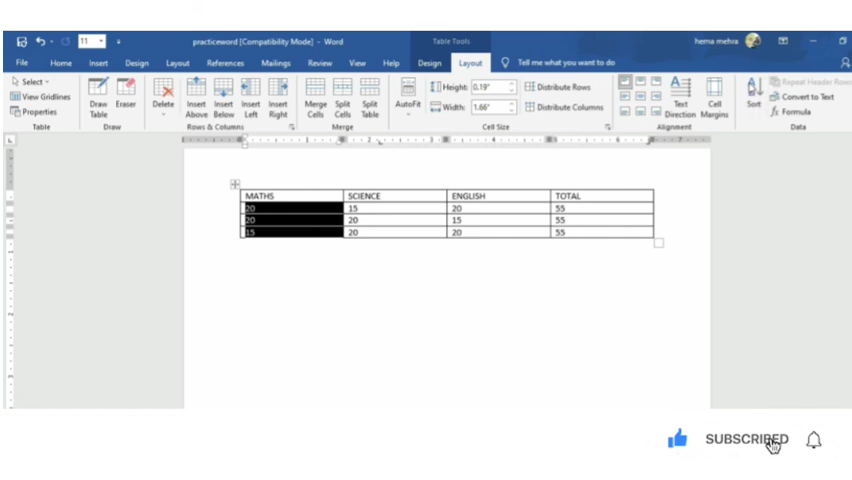 11
practiceword [Compatibility Mode] - Word
Table Tools
hema mehra
File Home Insert Design Layout References Mailings Review View Help Design Layout Tell me what you want to do
Select
View Gridlines
Properties
Table
Draw Table
Eraser
Draw
Delete
Insert Above
Insert Below
Insert Left
Insert Right
Rows & Columns
Merge Cells
Split Cells
Split Table
Merge
AutoFit
Height: 0.19"
Width: 1.66"
Distribute Rows
Distribute Columns
Cell Size
Text Direction
Cell Margins
Alignment
Sort
Repeat Header Rows
Convert to Text
Formula
Data
MATHS SCIENCE ENGLISH TOTAL
20 15 20 55
20 20 15 55
15 20 20 55
SUBSCRIBED